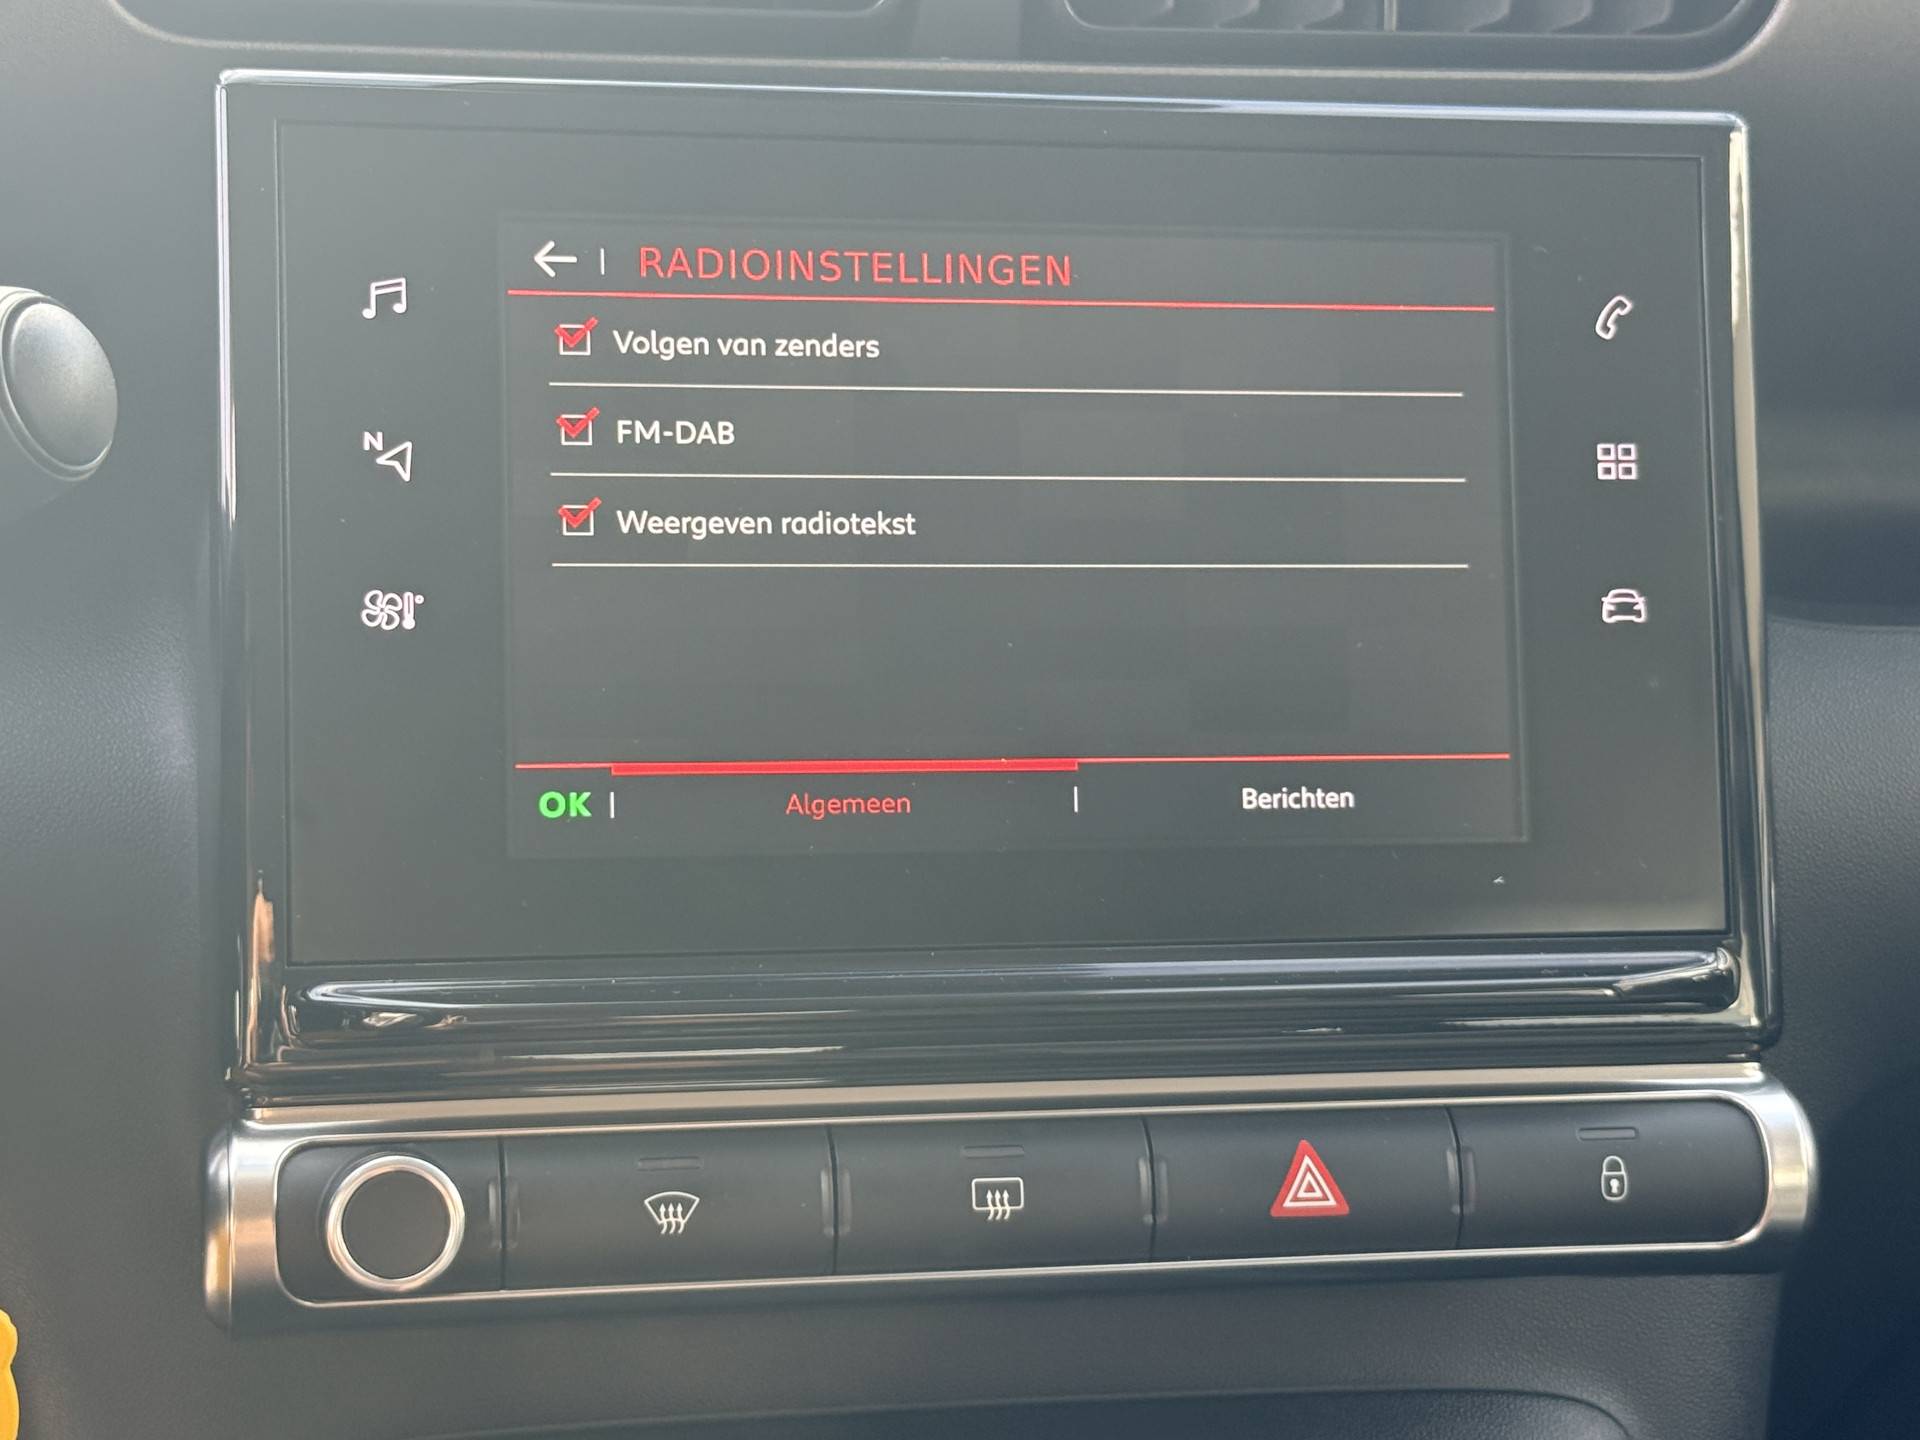 RADIOINSTELLINGEN
Volgen van zenders
FM-DAB
N
Weergeven radiotekst
OK
Algemeen
Berichten